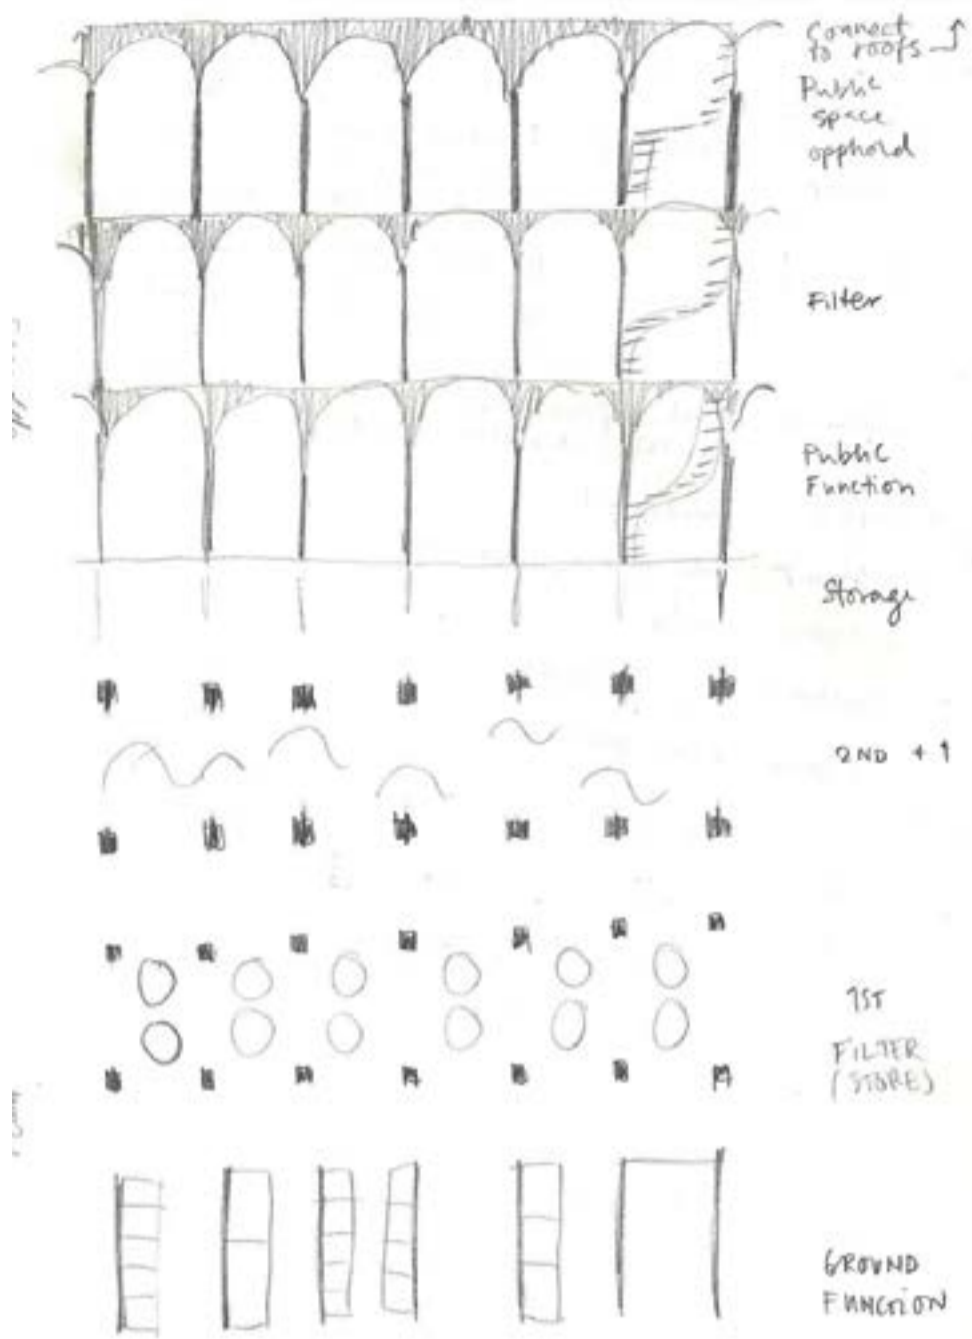 Connect
to roofs
Public
space
opphold
Filter
Public
Function
Storage
2ND + 1
1ST
FILTER
(STORE)
GROUND
FUNCTION